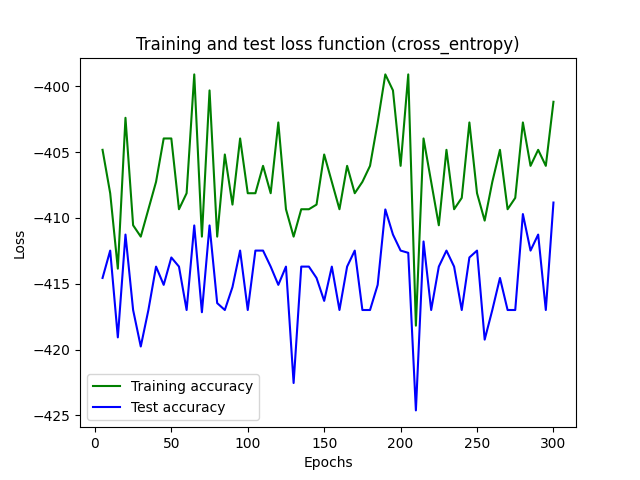 Training and test loss function (cross_entropy)
Loss
−400
−405
−410
−415
−420
−425
Training accuracy
Test accuracy
0 50 100 150 200 250 300
Epochs